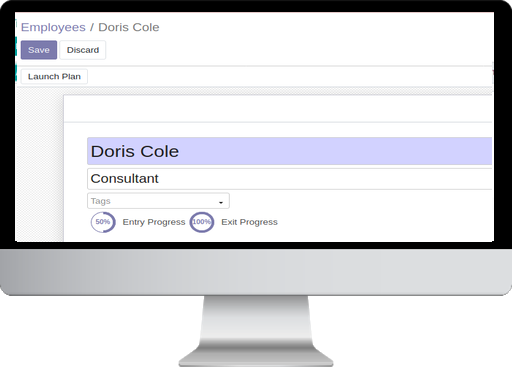 Employees / Doris Cole
Save Discard
Launch Plan
Doris Cole
Consultant
Tags
50% Entry Progress 100% Exit Progress